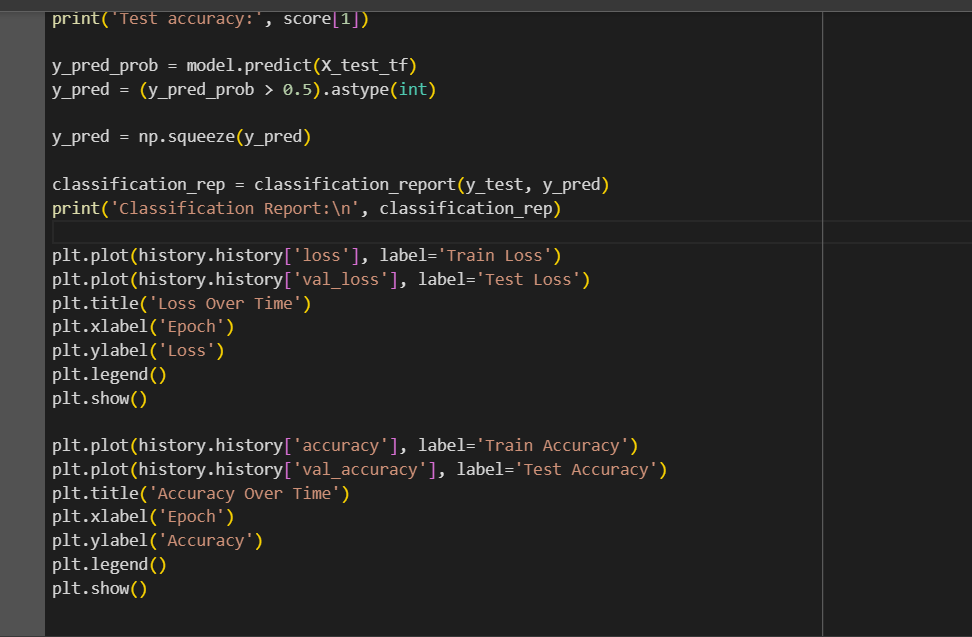 print('Test accuracy:', score[1])
y_pred_prob = model.predict(X_test_tf)
y_pred = (y_pred_prob > 0.5).astype(int)
y_pred = np.squeeze(y_pred)
classification_rep = classification_report(y_test, y_pred)
print('Classification Report:\n', classification_rep)
plt.plot(history.history['loss'], label='Train Loss')
plt.plot(history.history['val_loss'], label='Test Loss')
plt.title('Loss Over Time')
plt.xlabel('Epoch')
plt.ylabel('Loss')
plt.legend()
plt.show()
plt.plot(history.history['accuracy'], label='Train Accuracy')
plt.plot(history.history['val_accuracy'], label='Test Accuracy')
plt.title('Accuracy Over Time')
plt.xlabel('Epoch')
plt.ylabel('Accuracy')
plt.legend()
plt.show()